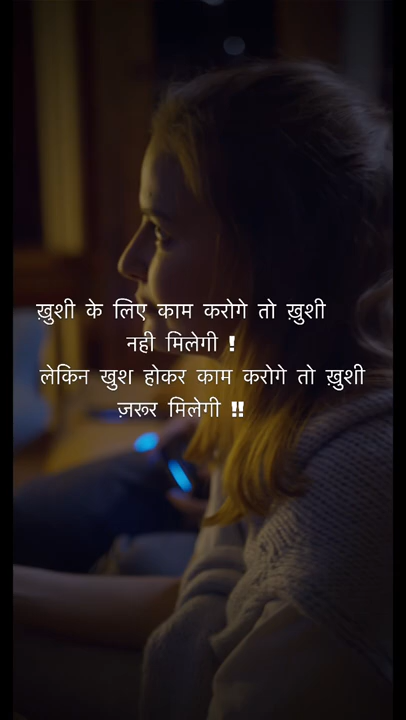 ख़ुशी के लिए काम करोगे तो ख़ुशी
नही मिलेगी !
लेकिन खुश होकर काम करोगे तो ख़ुशी
ज़रूर मिलेगी !!